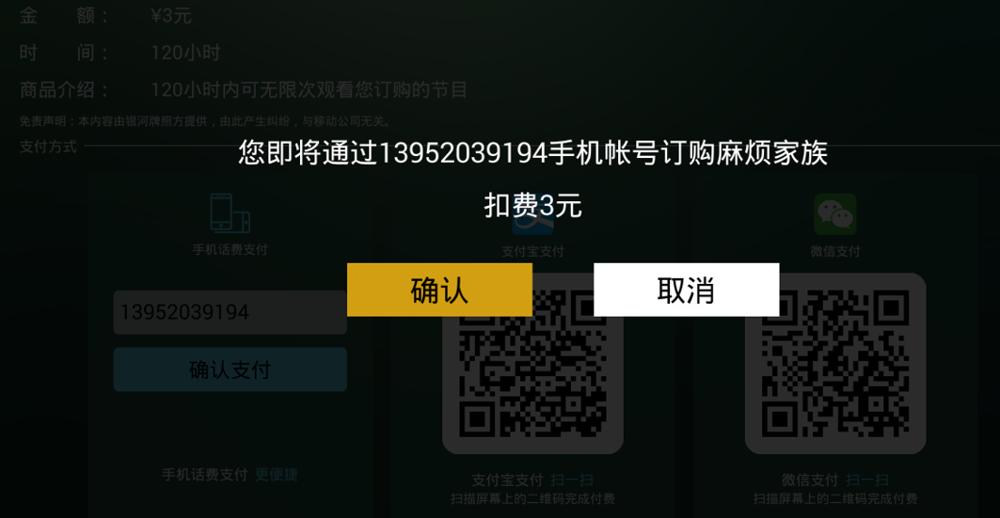 金 额： ¥3元
时 间： 120小时
商品介绍： 120小时内可无限次观看您订购的节目
免责声明：本内容由银河牌照方提供，由此产生纠纷，与移动公司无关。
支付方式
您即将通过13952039194手机帐号订购麻烦家族
扣费3元
确认 取消
手机话费支付 支付宝支付 微信支付
13952039194
确认支付
手机话费支付 更便捷
支付宝支付 扫一扫
扫描屏幕上的二维码完成付费
微信支付 扫一扫
扫描屏幕上的二维码完成付费